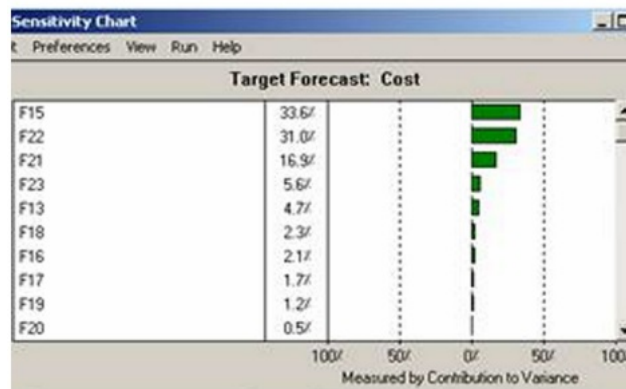 Sensitivity Chart
t Preferences View Run Help
Target Forecast: Cost
F15 33.6%
F22 31.0%
F21 16.9%
F23 5.6%
F13 4.7%
F18 2.3%
F16 2.1%
F17 1.7%
F19 1.2%
F20 0.5%
100% 50% 0% 50% 100%
Measured by Contribution to Variance